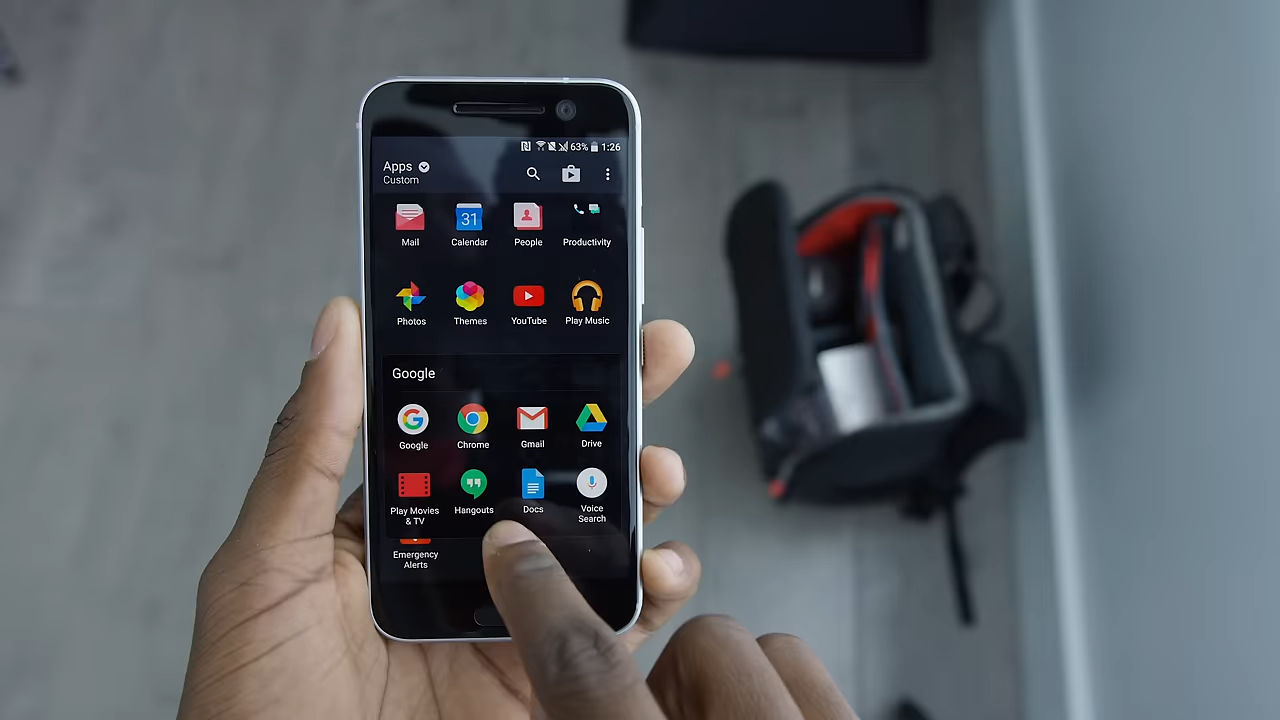 63% 1:26
Apps
Custom
31
Mail Calendar People Productivity
Photos Themes YouTube Play Music
Google
Google Chrome Gmail Drive
Play Movies & TV Hangouts Docs Voice Search
Emergency Alerts